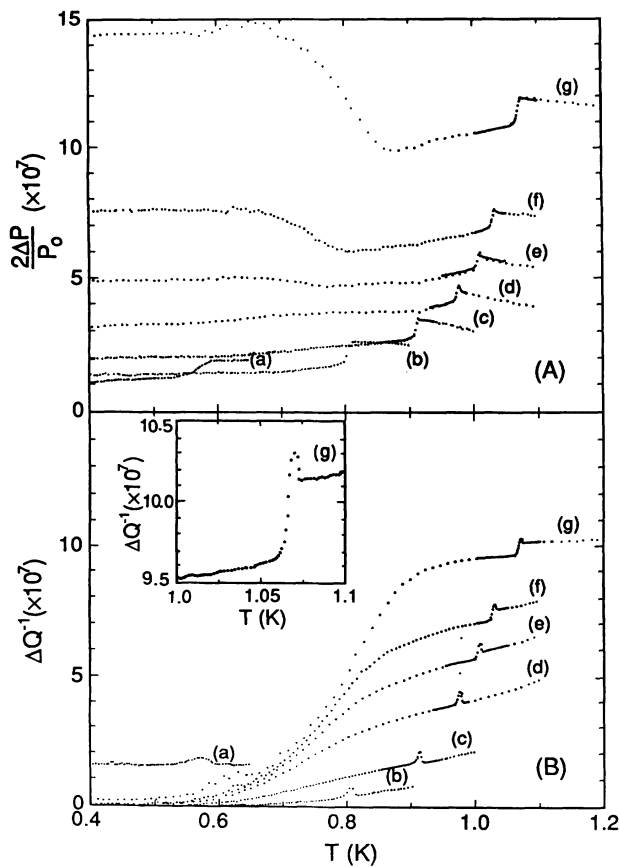 15
10
5
0
2ΔP
P₀
(×10⁷)
(g)
(f)
(e)
(d)
(c)
(a)
(b)
(A)
10.5
10.0
9.5
1.0
1.05
1.1
ΔQ⁻¹(×10⁷)
T (K)
(g)
10
5
0
ΔQ⁻¹(×10⁷)
(g)
(f)
(e)
(d)
(c)
(b)
(a)
(B)
0.4
0.6
0.8
1.0
1.2
T (K)